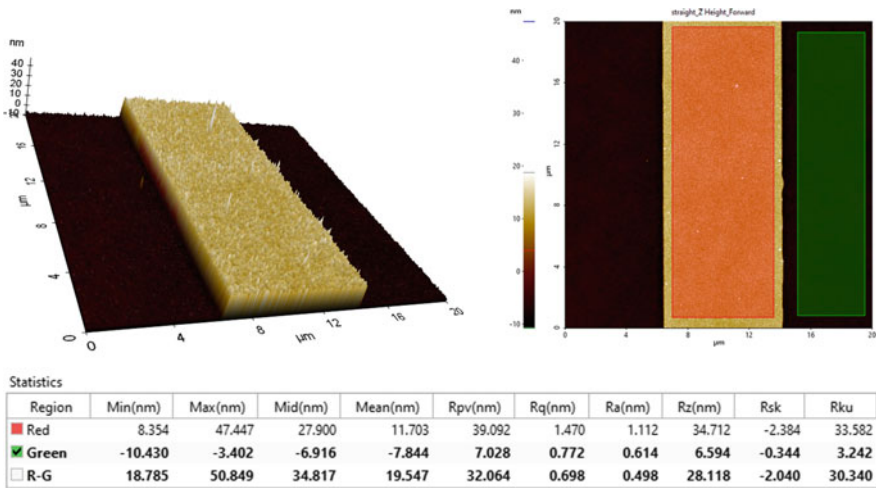 nm
40
30
20
10
0
-10
16
12
8
4
0
µm
0
4
8
12
16
20
µm
nm
40
30
20
10
0
-10
straight_Z Height_Forward
20
16
12
8
4
0
µm
0
4
8
12
16
20
µm
Statistics
Region Min(nm) Max(nm) Mid(nm) Mean(nm) Rpv(nm) Rq(nm) Ra(nm) Rz(nm) Rsk Rku
Red 8.354 47.447 27.900 11.703 39.092 1.470 1.112 34.712 -2.384 33.582
Green -10.430 -3.402 -6.916 -7.844 7.028 0.772 0.614 6.594 -0.344 3.242
R-G 18.785 50.849 34.817 19.547 32.064 0.698 0.498 28.118 -2.040 30.340